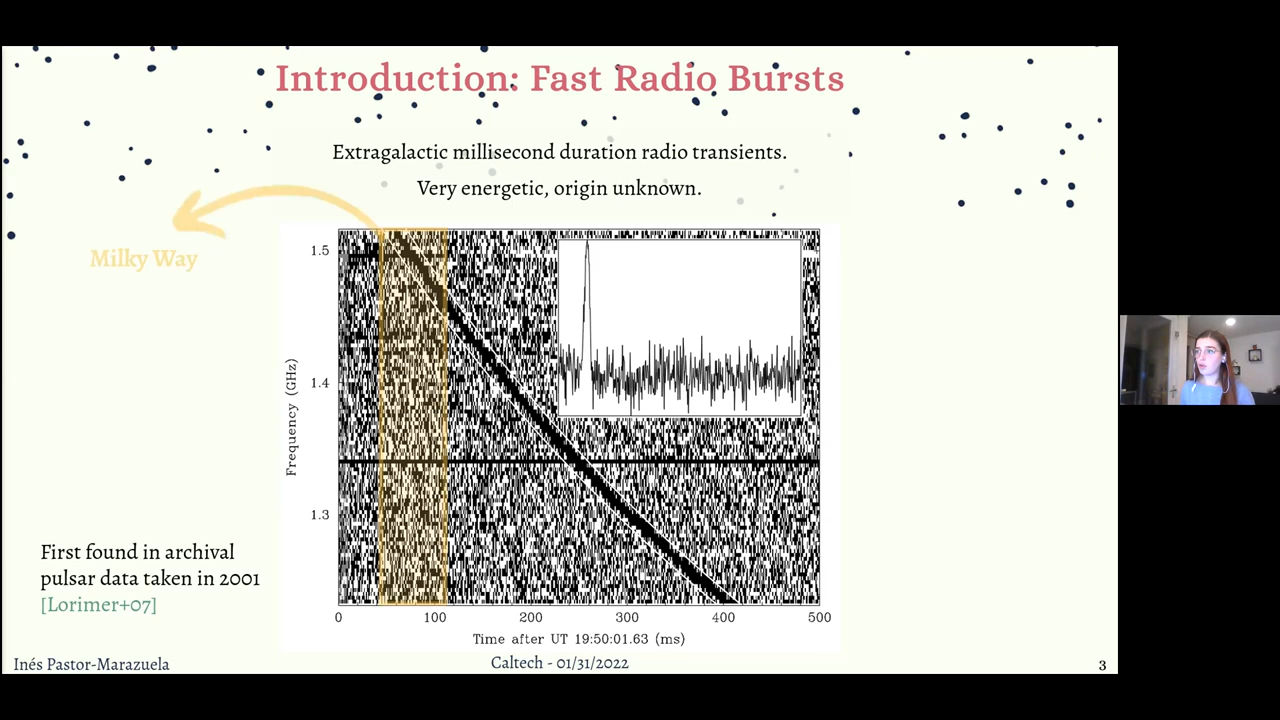 Introduction: Fast Radio Bursts
Extragalactic millisecond duration radio transients.
Very energetic, origin unknown.
Milky Way
1.5
1.4
1.3
Frequency (GHz)
0 100 200 300 400 500
Time after UT 19:50:01.63 (ms)
First found in archival
pulsar data taken in 2001
[Lorimer+07]
Inés Pastor-Marazuela
Caltech - 01/31/2022
3